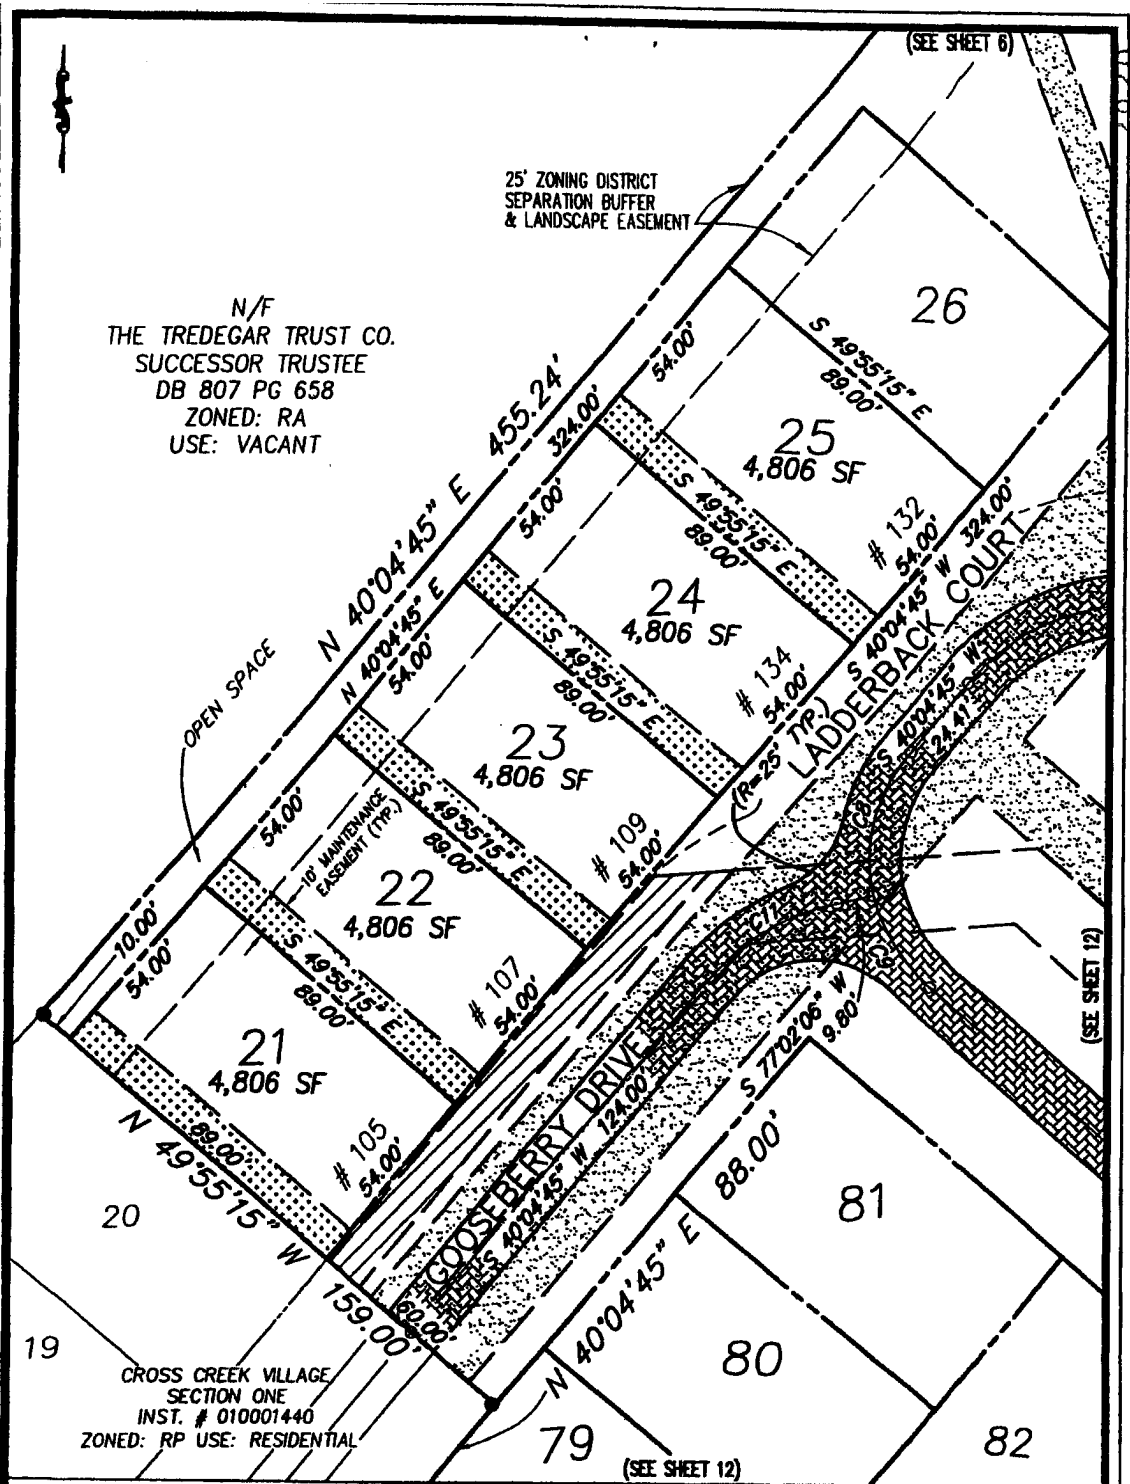 (SEE SHEET 6)
25' ZONING DISTRICT
SEPARATION BUFFER
& LANDSCAPE EASEMENT
N/F
THE TREDEGAR TRUST CO.
SUCCESSOR TRUSTEE
DB 807 PG 658
ZONED: RA
USE: VACANT
26
S 49°55'15" E
89.00'
54.00'
N 40°04'45" E 455.24'
324.00'
25
4,806 SF
# 132
54.00'
S 40°04'45" W 324.00'
54.00'
S 49°55'15" E
89.00'
24
4,806 SF
# 134
54.00'
LADDERBACK COURT
N 40°04'45" E
54.00'
S 49°55'15" E
89.00'
23
4,806 SF
# 109
54.00'
(R=25' TYP.)
S 40°04'45" W
24.41'
C8
OPEN SPACE
54.00'
S 49°55'15" E
89.00'
10' MAINTENANCE
EASEMENT (TYP.)
22
4,806 SF
# 107
54.00'
C11
C9
10.00'
54.00'
S 49°55'15" E
89.00'
21
4,806 SF
# 105
54.00'
89.00'
N 49°55'15" W
159.00'
60.00'
GOOSEBERRY DRIVE
S 40°04'45" W 124.00'
S 77°02'06" W
9.80'
(SEE SHEET 12)
N 40°04'45" E
88.00'
81
80
79
82
20
19
CROSS CREEK VILLAGE
SECTION ONE
INST. # 010001440
ZONED: RP USE: RESIDENTIAL
(SEE SHEET 12)